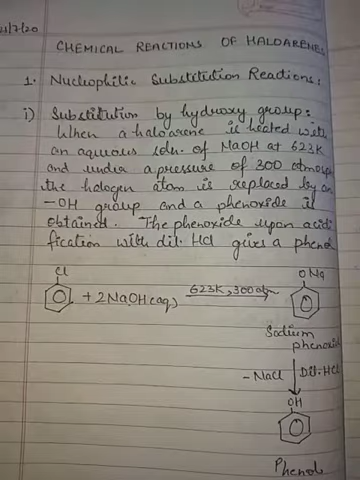 1/7/20
CHEMICAL REACTIONS OF HALOARENES
1. Nucleophilic Substitution Reactions:
i) Substitution by hydroxy group:
When a haloarene is heated with
an aqueous soln. of NaOH at 623K
and under a pressure of 300 atmosp
the halogen atom is replaced by an
-OH group and a phenoxide is
obtained. The phenoxide upon acidi
fication with dil. HCl gives a phenol
Cl
+ 2NaOH(aq)
623K, 300 atm
ONa
Sodium
phenoxide
-NaCl
Dil. HCl
OH
Phenol